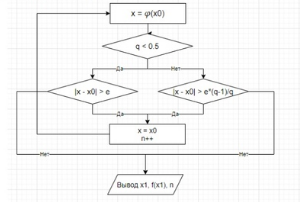 x = φ(x0)
q < 0.5
Да
Нет
|x - x0| > e
|x - x0| > e*(q-1)/q
Да
Да
x = x0
n++
Нет
Нет
Вывод x1, f(x1), n